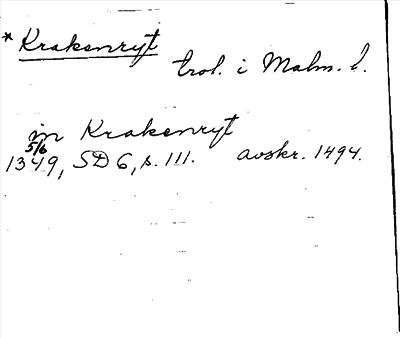 * Krakenryt
trol. i Malm. l.
in Krakenryt
5/6
1349, SD 6, s. 111. avskr. 1494.